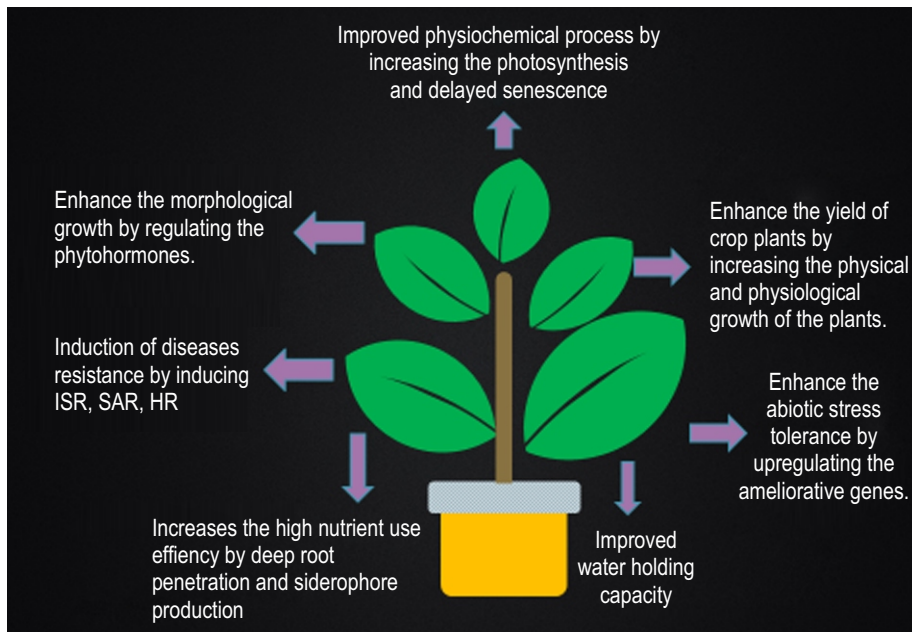 Improved physiochemical process by
increasing the photosynthesis
and delayed senescence
Enhance the morphological
growth by regulating the
phytohormones.
Enhance the yield of
crop plants by
increasing the physical
and physiological
growth of the plants.
Induction of diseases
resistance by inducing
ISR, SAR, HR
Enhance the
abiotic stress
tolerance by
upregulating the
ameliorative genes.
Increases the high nutrient use
effiency by deep root
penetration and siderophore
production
Improved
water holding
capacity